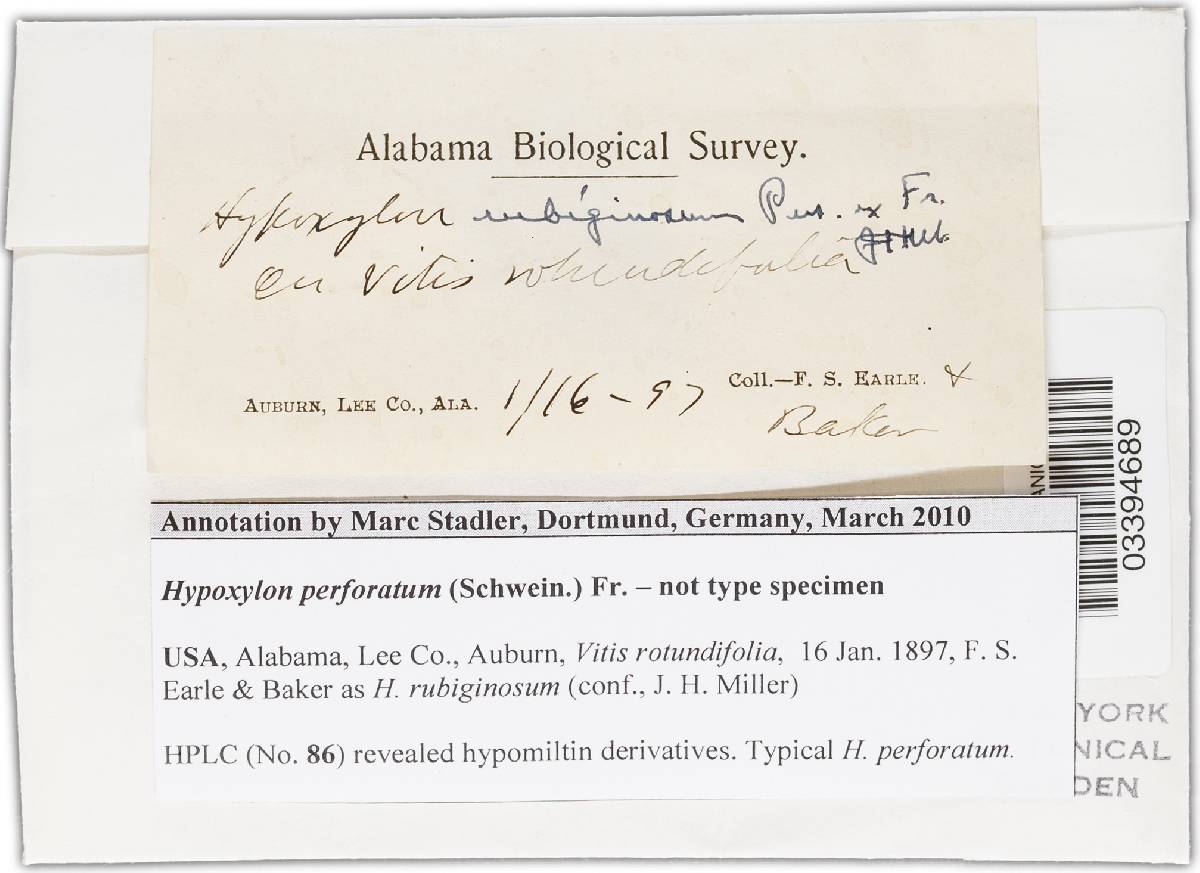 Alabama Biological Survey.
Hypoxylon rubiginosum Pers. ex Fr.
JHM.
on Vitis rotundifolia
Auburn, Lee Co., Ala. 1/16-97 Coll.—F. S. Earle. &
Baker
03394689
Annotation by Marc Stadler, Dortmund, Germany, March 2010
Hypoxylon perforatum (Schwein.) Fr. – not type specimen
USA, Alabama, Lee Co., Auburn, Vitis rotundifolia, 16 Jan. 1897, F. S.
Earle & Baker as H. rubiginosum (conf., J. H. Miller)
HPLC (No. 86) revealed hypomiltin derivatives. Typical H. perforatum.
YORK
NICAL
DEN